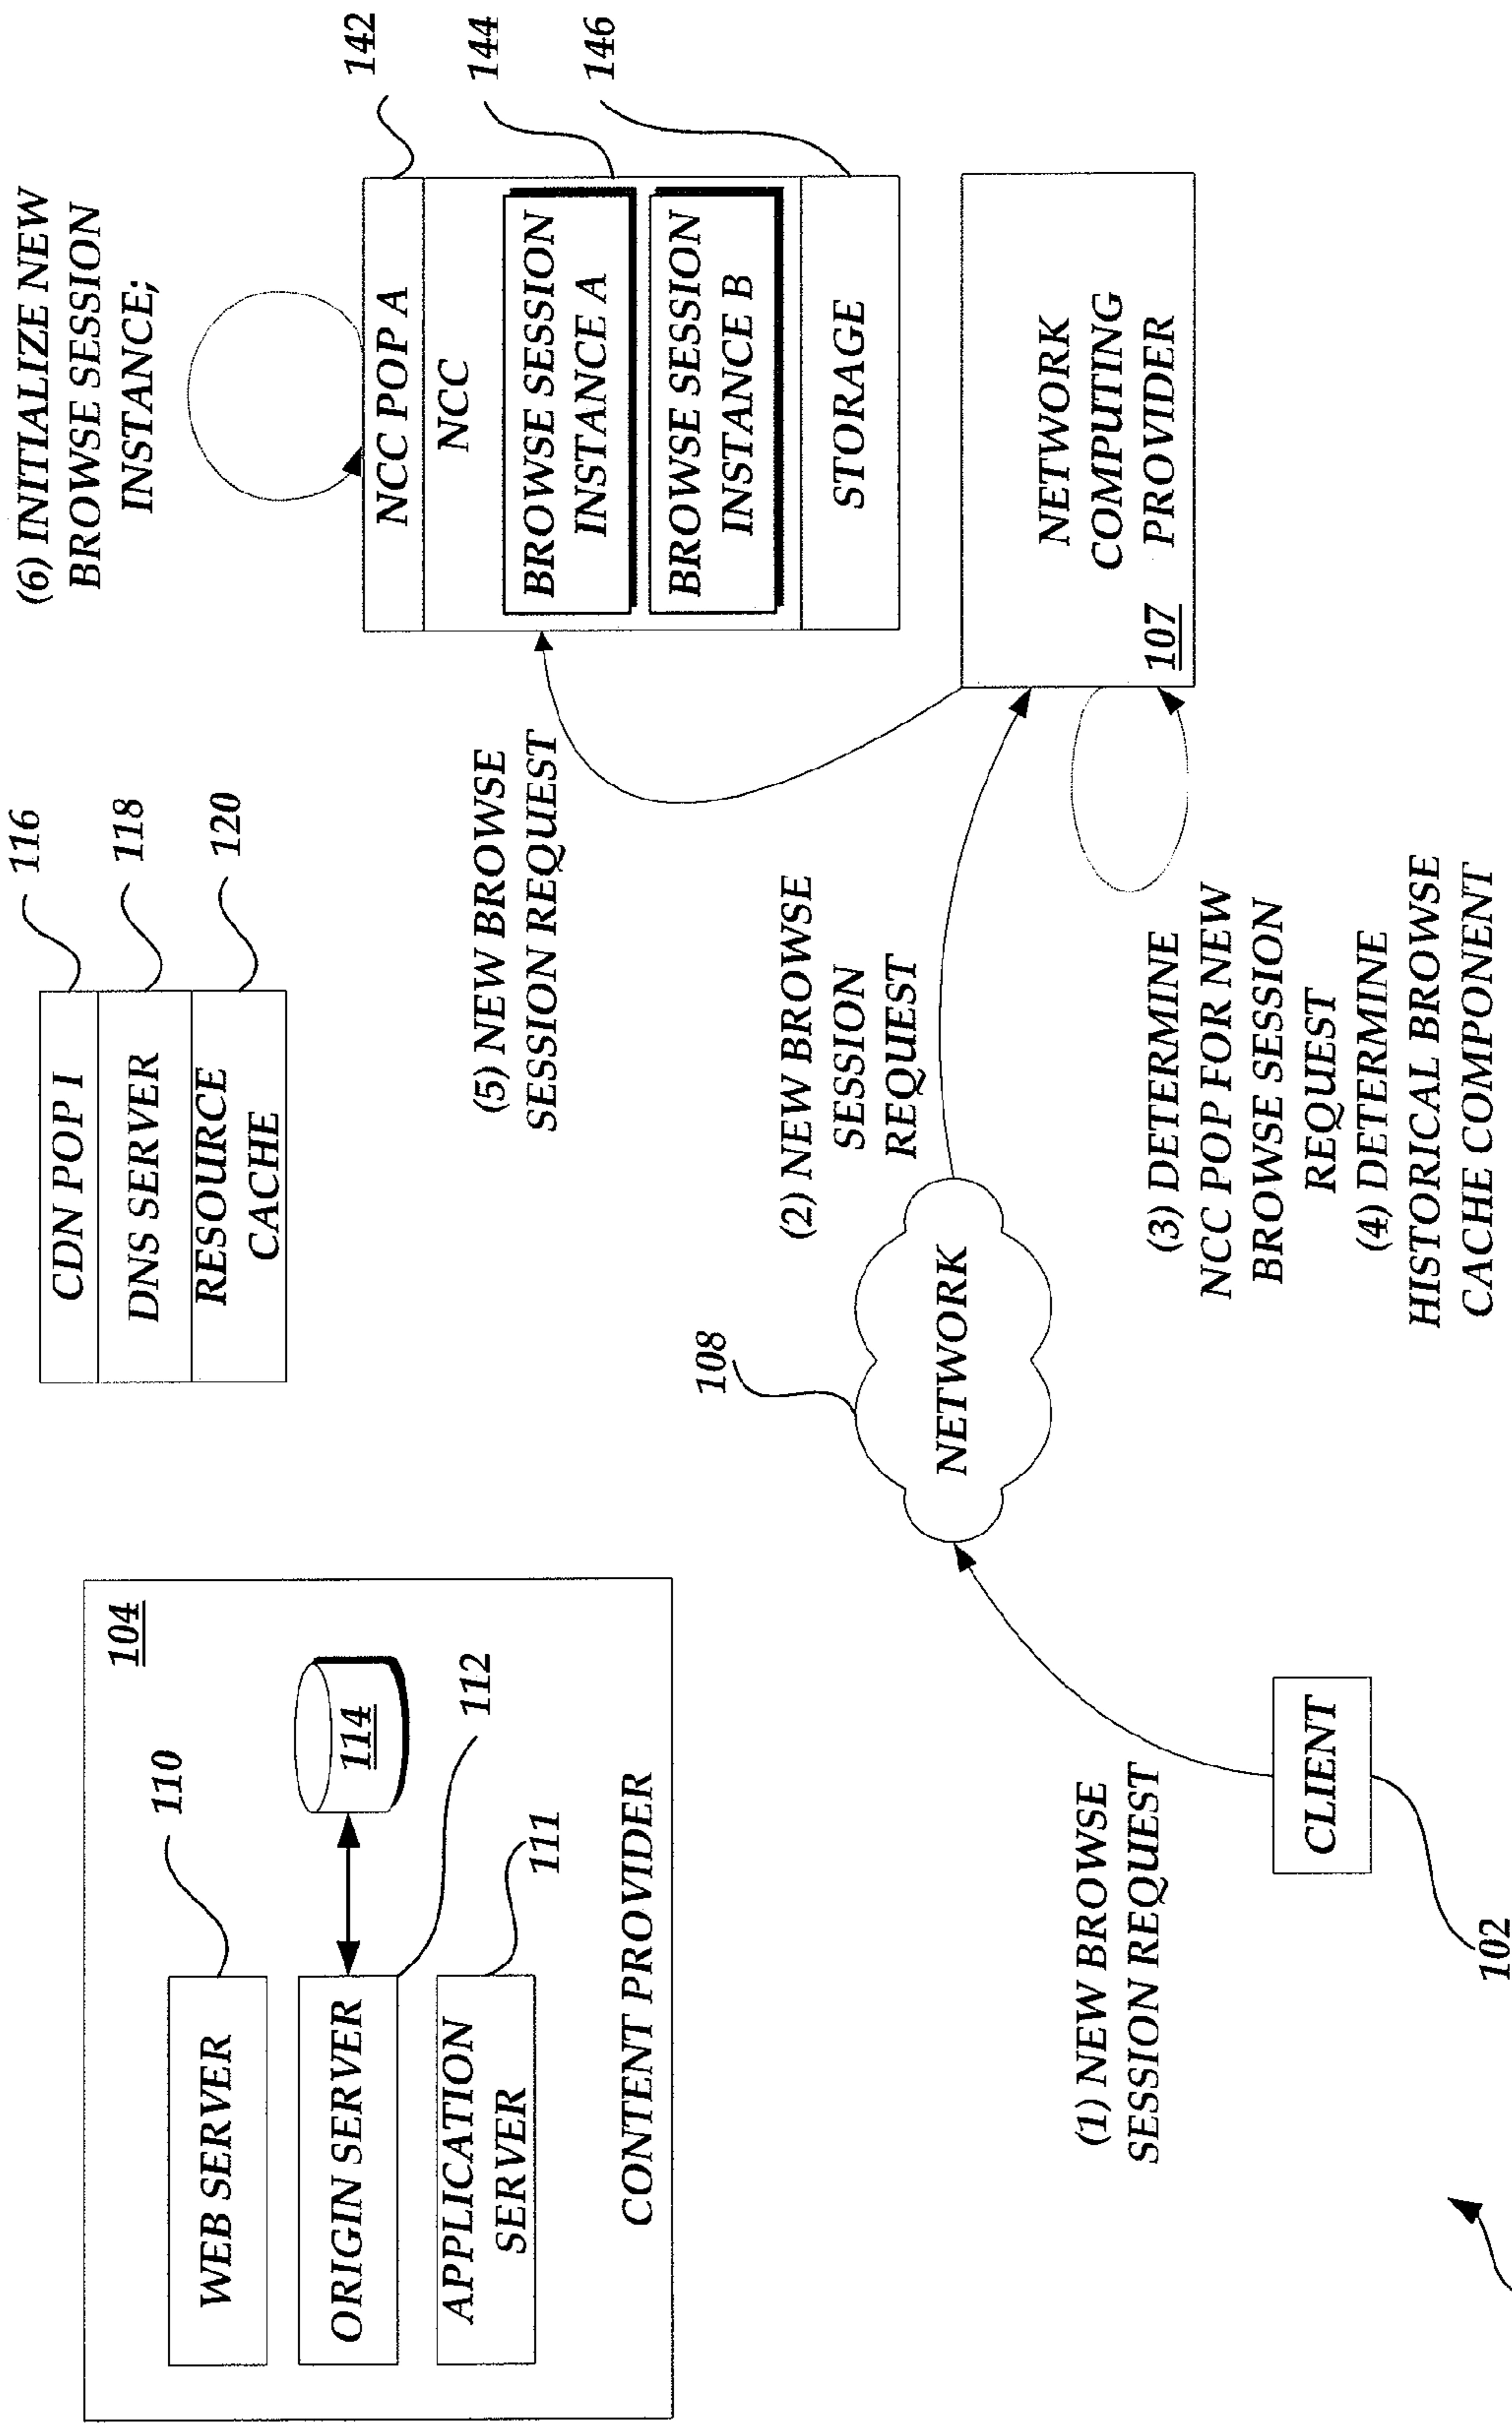 104
WEB SERVER
110
ORIGIN SERVER
114
112
APPLICATION
SERVER
111
CONTENT PROVIDER
CDN POP 1
116
DNS SERVER
118
RESOURCE
CACHE
120
(6) INITIALIZE NEW
BROWSE SESSION
INSTANCE;
NCC POP A
142
NCC
144
BROWSE SESSION
INSTANCE A
BROWSE SESSION
INSTANCE B
STORAGE
146
(5) NEW BROWSE
SESSION REQUEST
108
NETWORK
(2) NEW BROWSE
SESSION
REQUEST
NETWORK
COMPUTING
PROVIDER
107
(1) NEW BROWSE
SESSION REQUEST
CLIENT
102
(3) DETERMINE
NCC POP FOR NEW
BROWSE SESSION
REQUEST
(4) DETERMINE
HISTORICAL BROWSE
CACHE COMPONENT